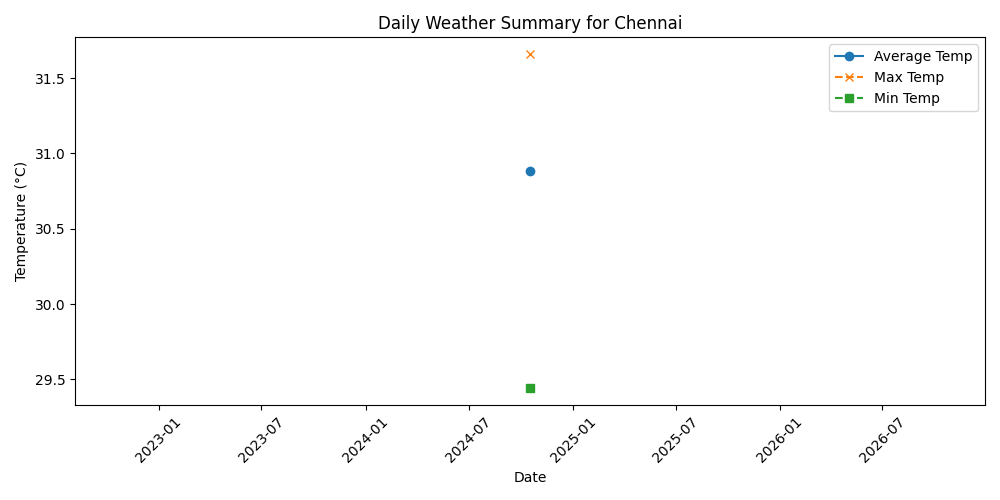 Daily Weather Summary for Chennai
Average Temp
Max Temp
Min Temp
Temperature (°C)
31.5
31.0
30.5
30.0
29.5
2023-01
2023-07
2024-01
2024-07
2025-01
2025-07
2026-01
2026-07
Date